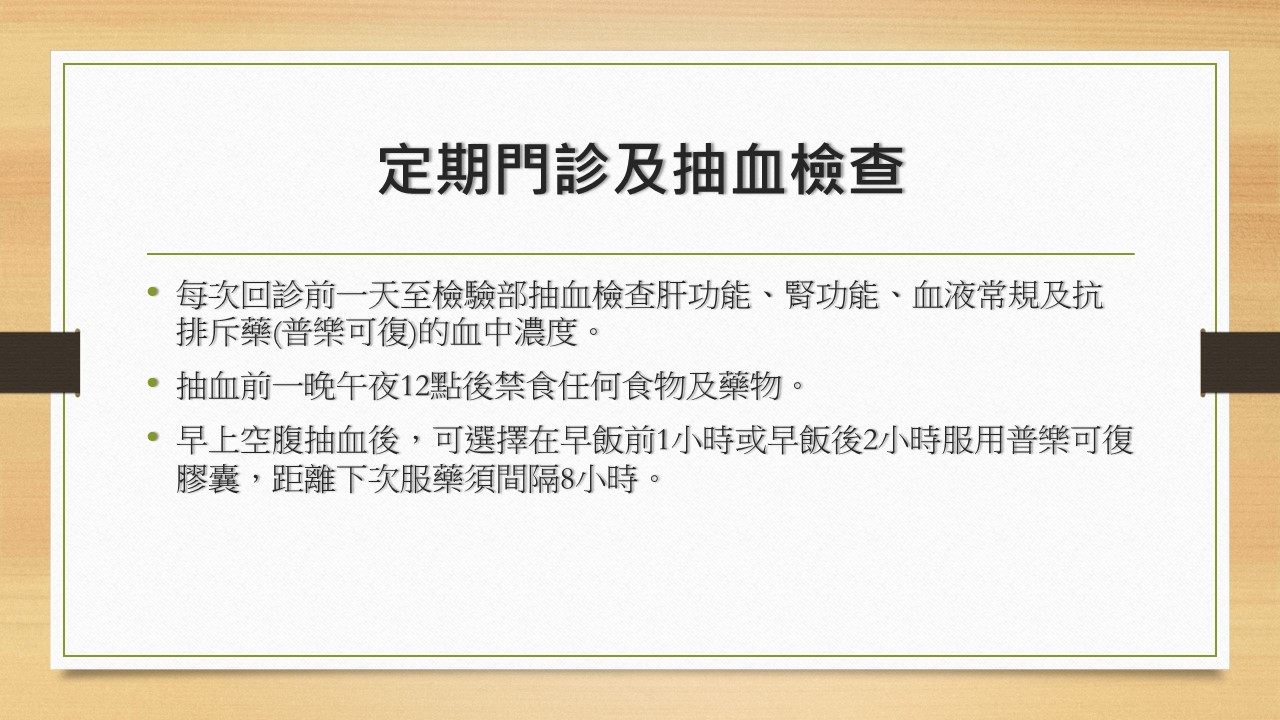 定期門診及抽血檢查
• 每次回診前一天至檢驗部抽血檢查肝功能、腎功能、血液常規及抗
排斥藥(普樂可復)的血中濃度。
• 抽血前一晚午夜12點後禁食任何食物及藥物。
• 早上空腹抽血後，可選擇在早飯前1小時或早飯後2小時服用普樂可復
膠囊，距離下次服藥須間隔8小時。